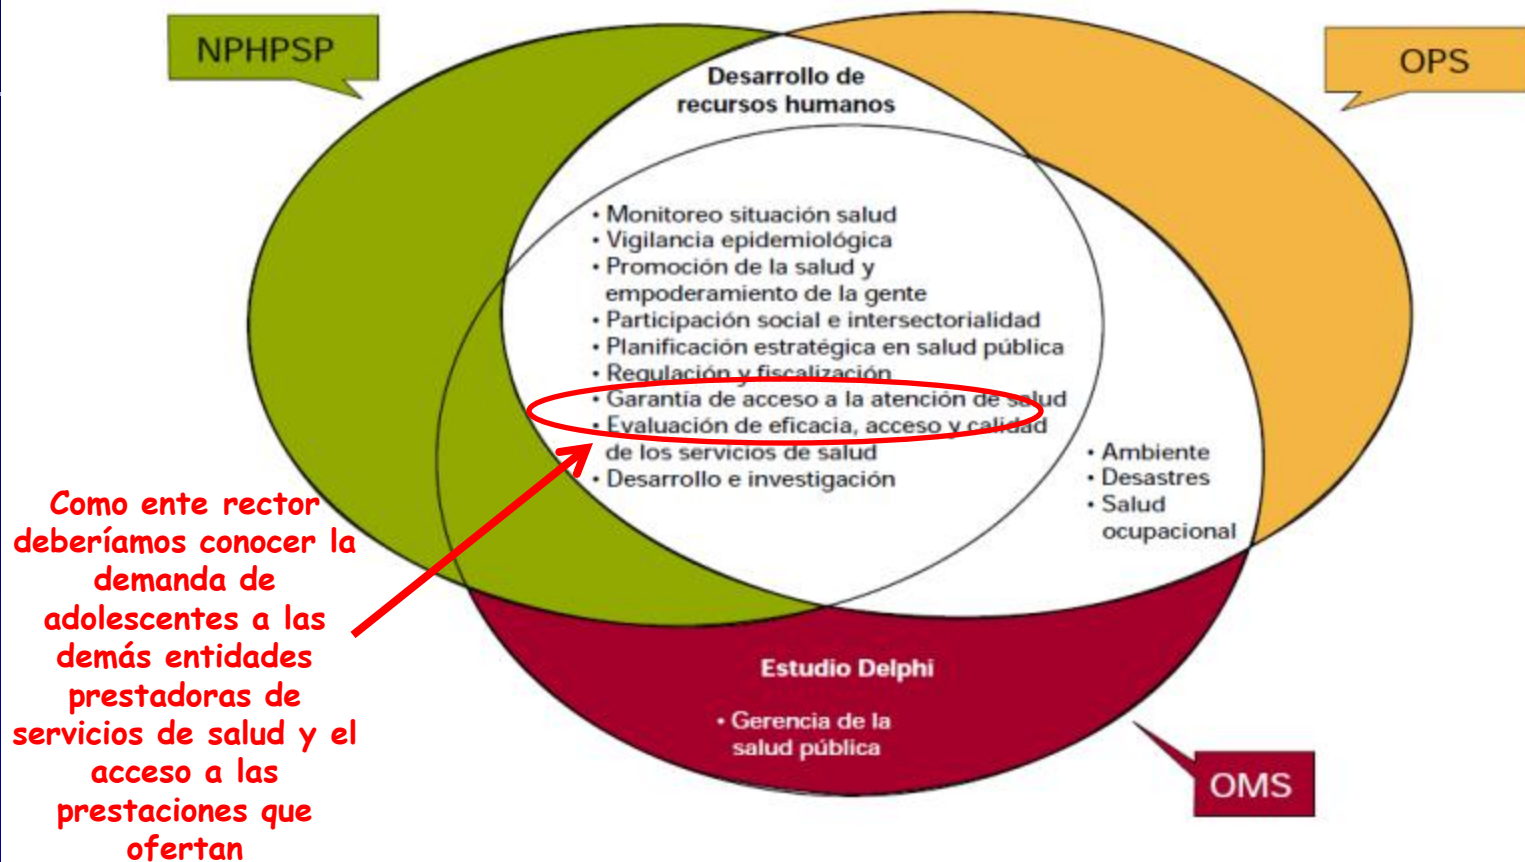 NPHPSP
OPS
Desarrollo de
recursos humanos
• Monitoreo situación salud
• Vigilancia epidemiológica
• Promoción de la salud y
empoderamiento de la gente
• Participación social e intersectorialidad
• Planificación estratégica en salud pública
• Regulación y fiscalización
• Garantía de acceso a la atención de salud
• Evaluación de eficacia, acceso y calidad
de los servicios de salud
• Desarrollo e investigación
• Ambiente
• Desastres
• Salud
ocupacional
Como ente rector
deberíamos conocer la
demanda de
adolescentes a las
demás entidades
prestadoras de
servicios de salud y el
acceso a las
prestaciones que
ofertan
Estudio Delphi
• Gerencia de la
salud pública
OMS